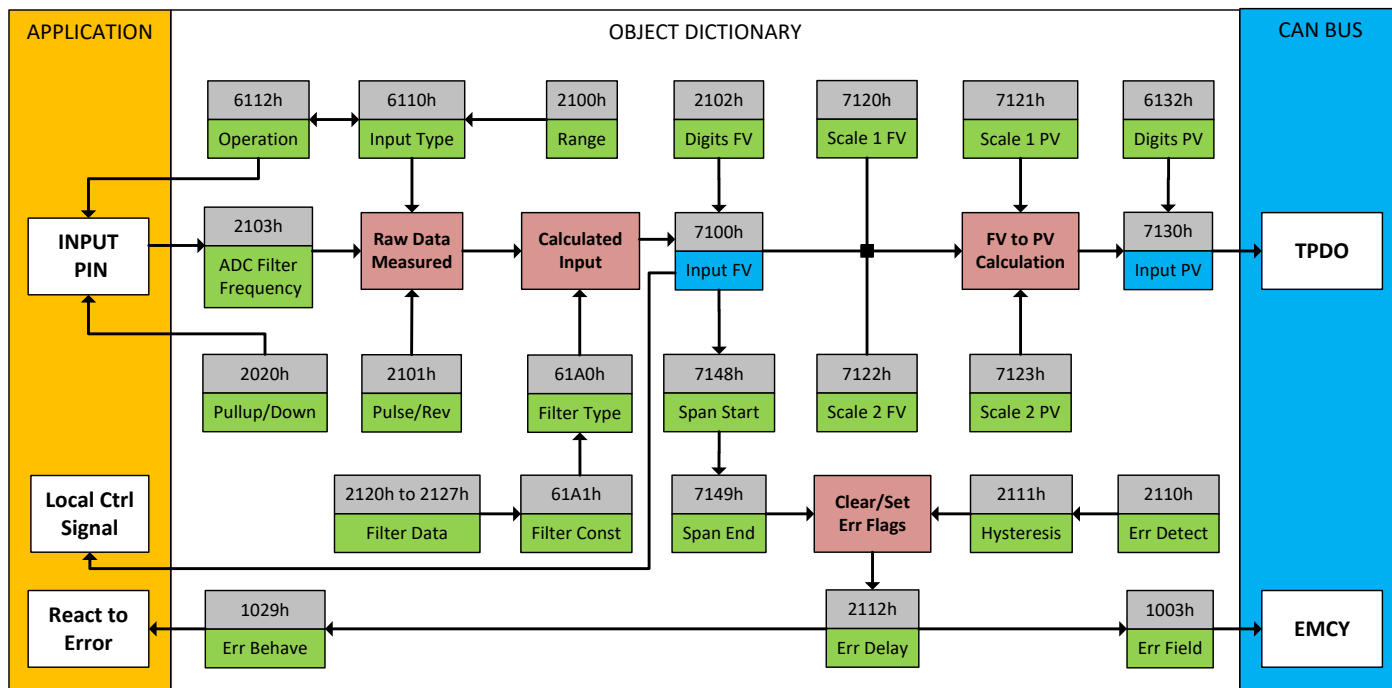 APPLICATION
OBJECT DICTIONARY
CAN BUS
6112h
Operation
6110h
Input Type
2100h
Range
2102h
Digits FV
7120h
Scale 1 FV
7121h
Scale 1 PV
6132h
Digits PV
INPUT
PIN
2103h
ADC Filter
Frequency
Raw Data
Measured
Calculated
Input
7100h
Input FV
FV to PV
Calculation
7130h
Input PV
TPDO
2020h
Pullup/Down
2101h
Pulse/Rev
61A0h
Filter Type
7148h
Span Start
7122h
Scale 2 FV
7123h
Scale 2 PV
Local Ctrl
Signal
2120h to 2127h
Filter Data
61A1h
Filter Const
7149h
Span End
Clear/Set
Err Flags
2111h
Hysteresis
2110h
Err Detect
React to
Error
1029h
Err Behave
2112h
Err Delay
1003h
Err Field
EMCY